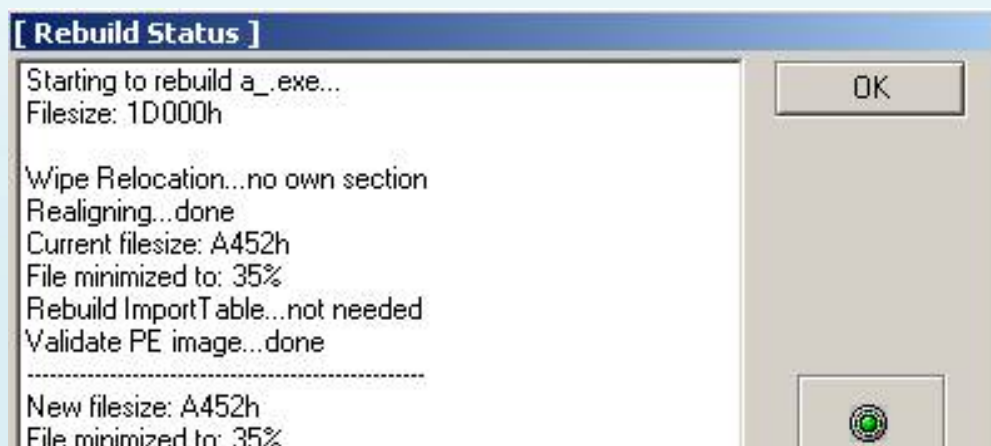 [ Rebuild Status ]
Starting to rebuild a_.exe...
Filesize: 1D000h
Wipe Relocation...no own section
Realigning...done
Current filesize: A452h
File minimized to: 35%
Rebuild ImportTable...not needed
Validate PE image...done
-----------------------------------------------------
New filesize: A452h
File minimized to: 35%
OK